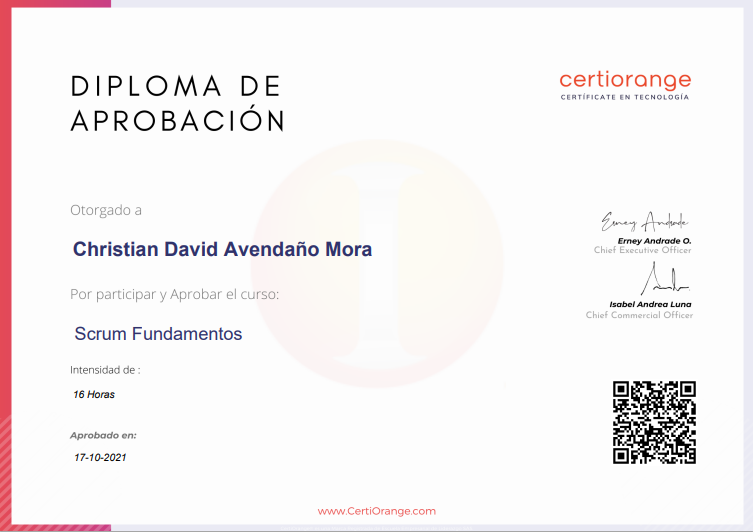 DIPLOMA DE
APROBACIÓN
certiorange
CERTÍFICATE EN TECNOLOGÍA
Otorgado a
Christian David Avendaño Mora
Por participar y Aprobar el curso:
Scrum Fundamentos
Intensidad de :
16 Horas
Aprobado en:
17-10-2021
Erney Andrade
Erney Andrade O.
Chief Executive Officer
Isabel Andrea Luna
Chief Commercial Officer
www.CertiOrange.com